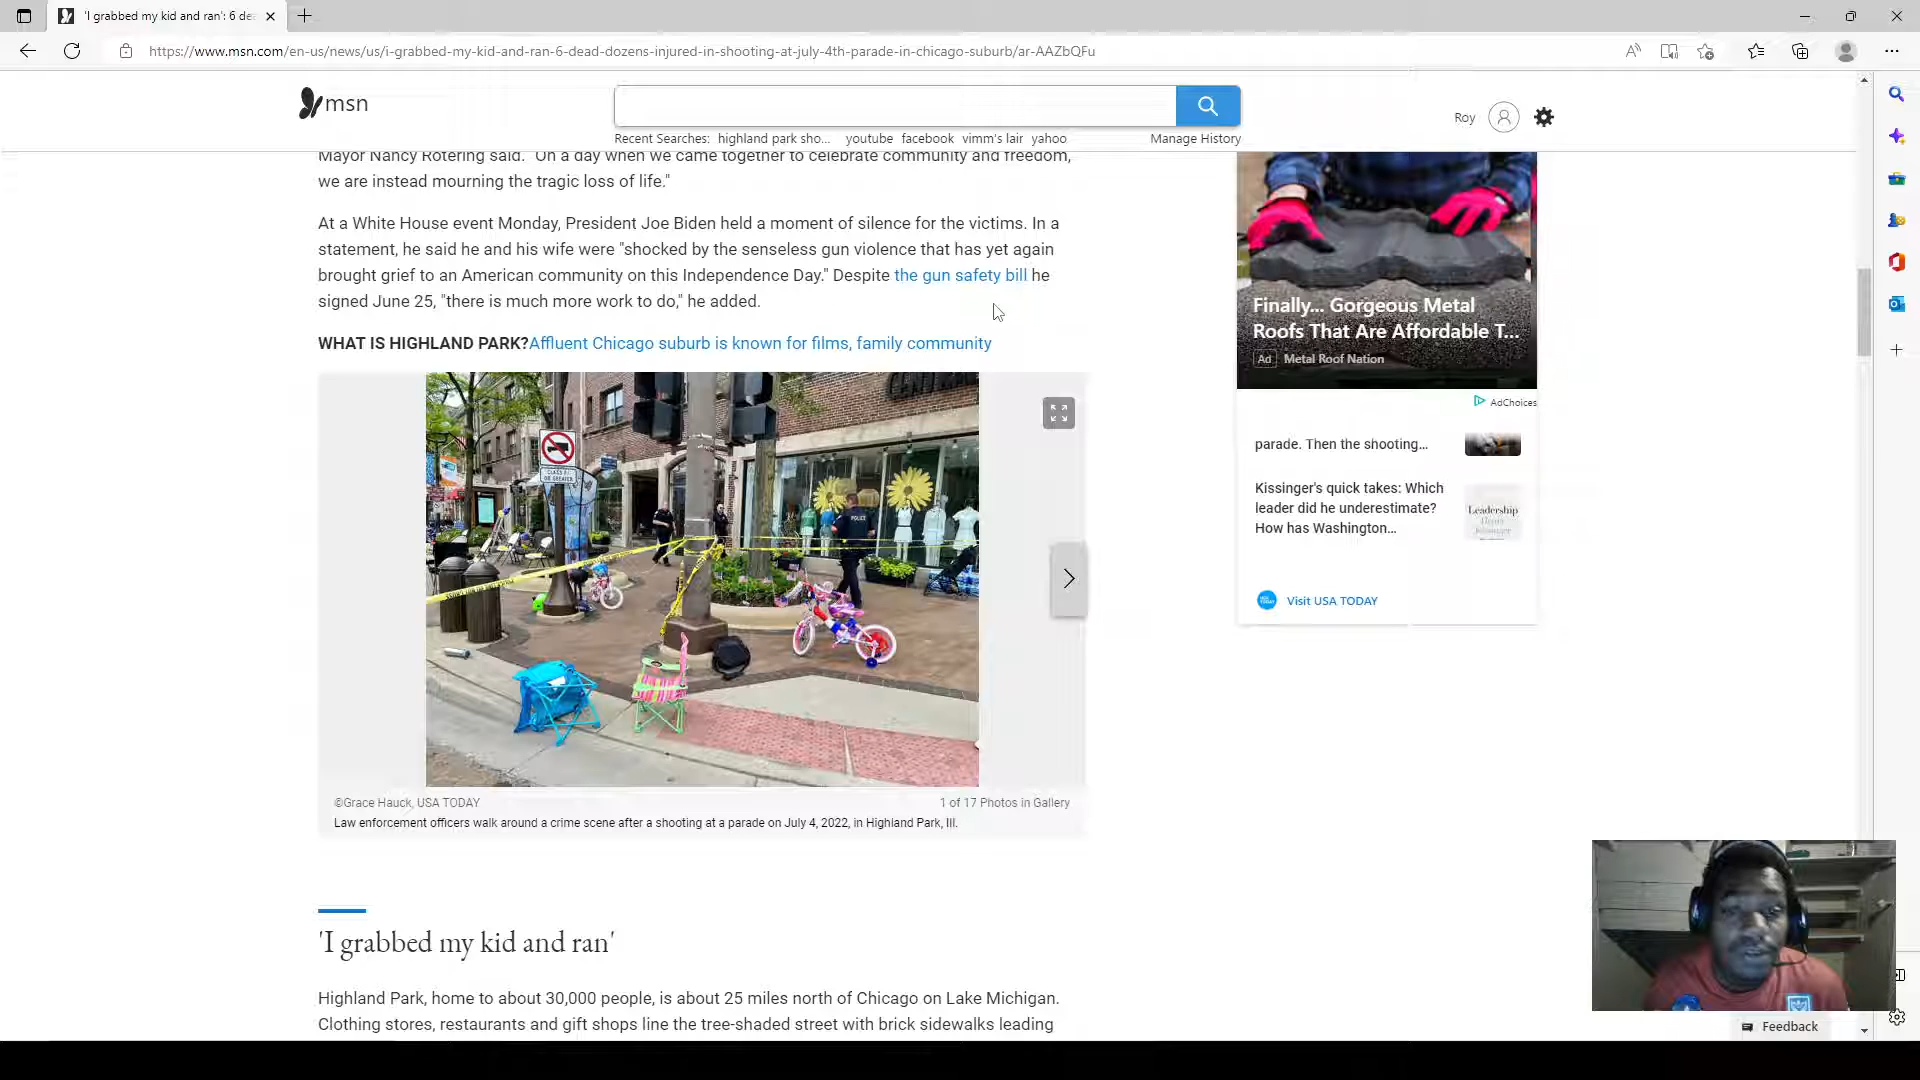 'I grabbed my kid and ran': 6 dea
https://www.msn.com/en-us/news/us/i-grabbed-my-kid-and-ran-6-dead-dozens-injured-in-shooting-at-july-4th-parade-in-chicago-suburb/ar-AAZbQFu
msn
Roy
Recent Searches: highland park sho... youtube facebook vimm's lair yahoo Manage History
Mayor Nancy Rotering said. "On a day when we came together to celebrate community and freedom,
we are instead mourning the tragic loss of life."
At a White House event Monday, President Joe Biden held a moment of silence for the victims. In a
statement, he said he and his wife were "shocked by the senseless gun violence that has yet again
brought grief to an American community on this Independence Day." Despite the gun safety bill he
signed June 25, "there is much more work to do," he added.
WHAT IS HIGHLAND PARK?Affluent Chicago suburb is known for films, family community
POLICE
©Grace Hauck, USA TODAY
1 of 17 Photos in Gallery
Law enforcement officers walk around a crime scene after a shooting at a parade on July 4, 2022, in Highland Park, Ill.
'I grabbed my kid and ran'
Highland Park, home to about 30,000 people, is about 25 miles north of Chicago on Lake Michigan.
Clothing stores, restaurants and gift shops line the tree-shaded street with brick sidewalks leading
Finally... Gorgeous Metal
Roofs That Are Affordable T...
Ad Metal Roof Nation
AdChoices
parade. Then the shooting...
Kissinger's quick takes: Which
leader did he underestimate?
How has Washington...
Leadership
Visit USA TODAY
Feedback